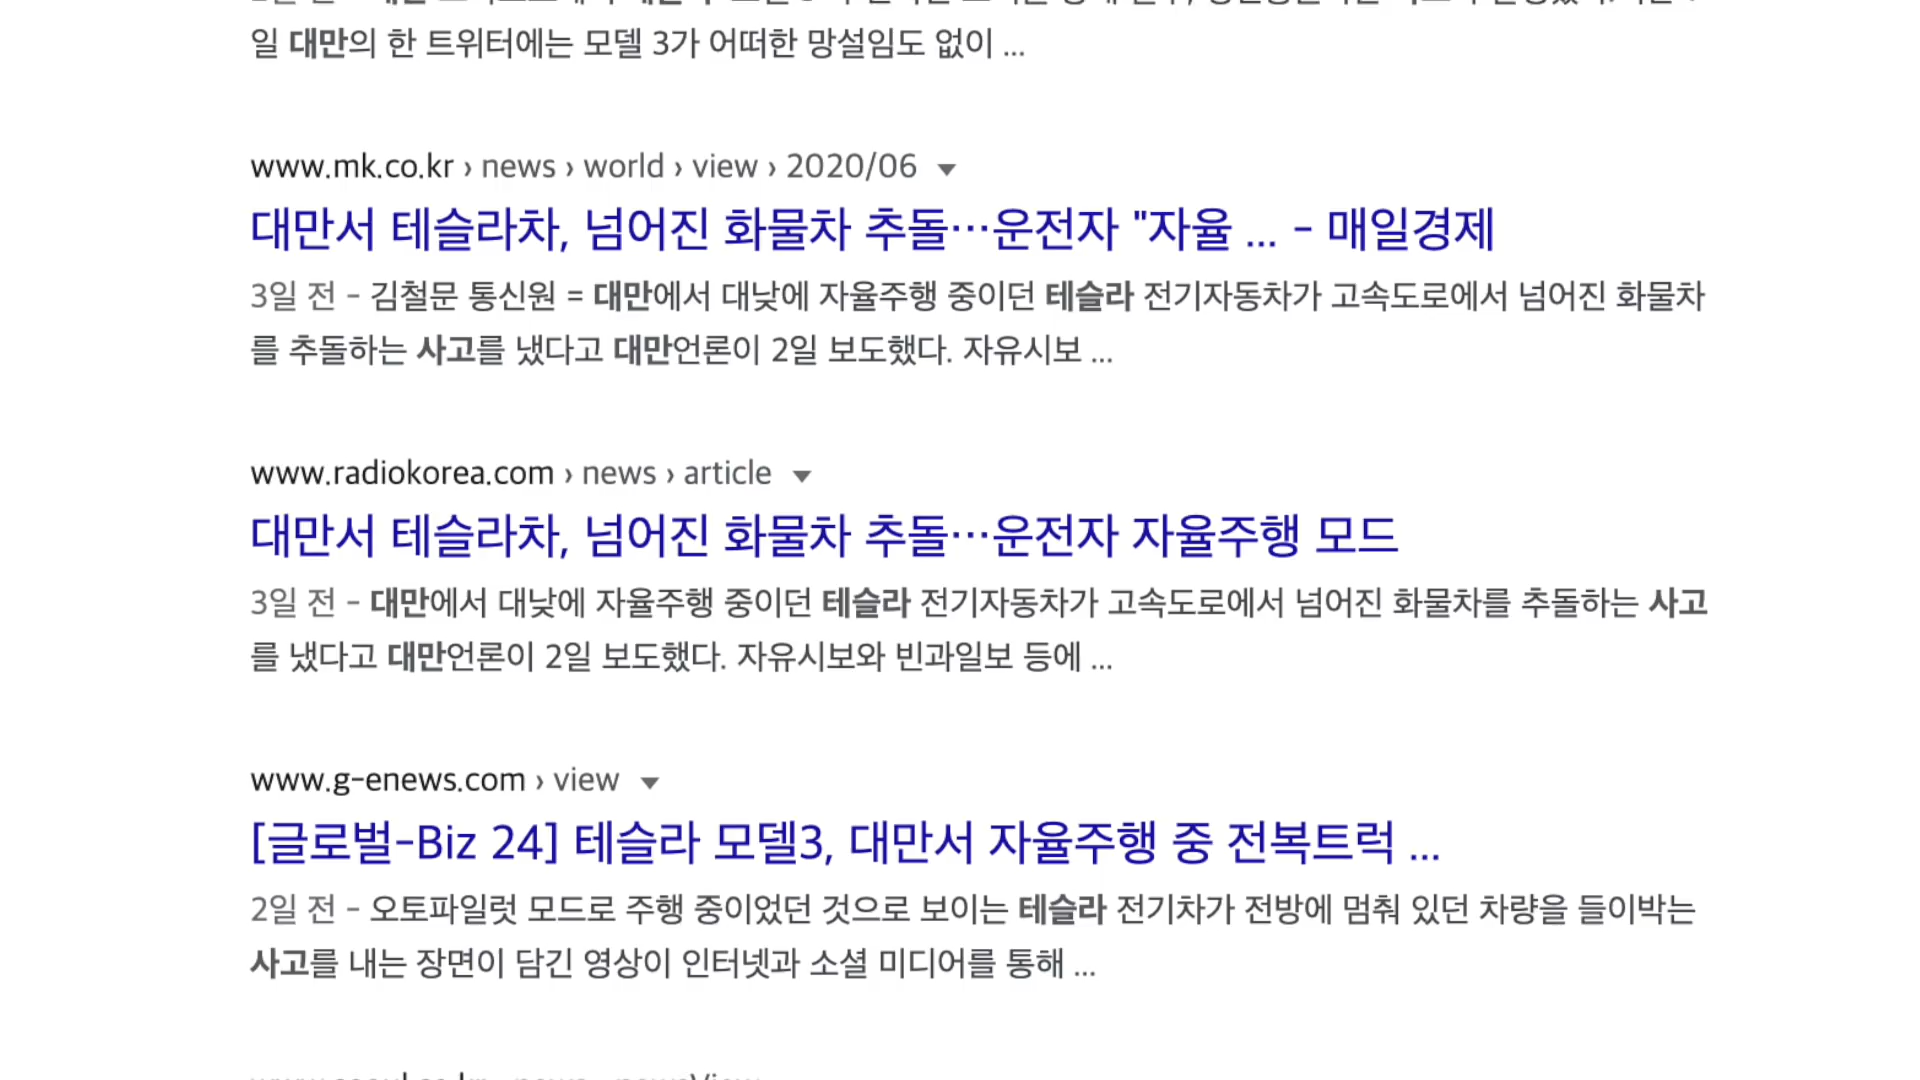 일 대만의 한 트위터에는 모델 3가 어떠한 망설임도 없이 ...
www.mk.co.kr › news › world › view › 2020/06
대만서 테슬라차, 넘어진 화물차 추돌…운전자 "자율 ... - 매일경제
3일 전 - 김철문 통신원 = 대만에서 대낮에 자율주행 중이던 테슬라 전기자동차가 고속도로에서 넘어진 화물차
를 추돌하는 사고를 냈다고 대만언론이 2일 보도했다. 자유시보 ...
www.radiokorea.com › news › article
대만서 테슬라차, 넘어진 화물차 추돌…운전자 자율주행 모드
3일 전 - 대만에서 대낮에 자율주행 중이던 테슬라 전기자동차가 고속도로에서 넘어진 화물차를 추돌하는 사고
를 냈다고 대만언론이 2일 보도했다. 자유시보와 빈과일보 등에 ...
www.g-enews.com › view
[글로벌-Biz 24] 테슬라 모델3, 대만서 자율주행 중 전복트럭 ...
2일 전 - 오토파일럿 모드로 주행 중이었던 것으로 보이는 테슬라 전기차가 전방에 멈춰 있던 차량을 들이박는
사고를 내는 장면이 담긴 영상이 인터넷과 소셜 미디어를 통해 ...